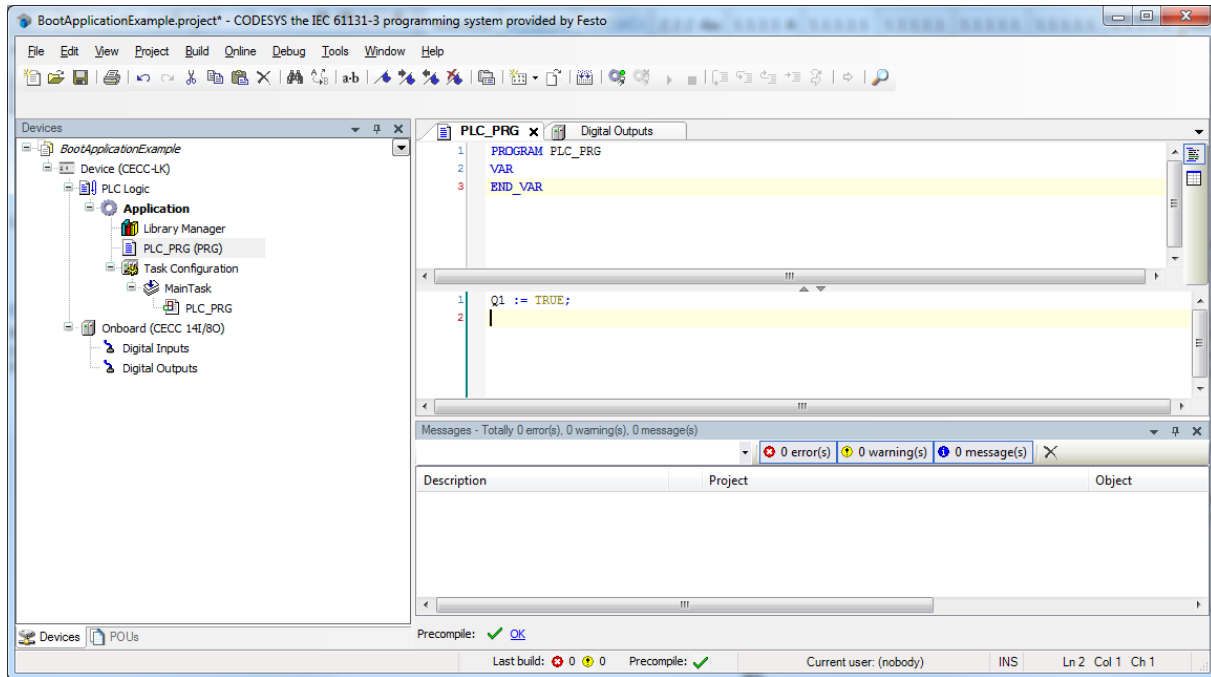 BootApplicationExample.project* - CODESYS the IEC 61131-3 programming system provided by Festo
File Edit View Project Build Online Debug Tools Window Help
Devices
BootApplicationExample
Device (CECC-LK)
PLC Logic
Application
Library Manager
PLC_PRG (PRG)
Task Configuration
MainTask
PLC_PRG
Onboard (CECC 14I/8O)
Digital Inputs
Digital Outputs
Devices POUs
PLC_PRG Digital Outputs
1 PROGRAM PLC_PRG
2 VAR
3 END_VAR
1 Q1 := TRUE;
2
Messages - Totally 0 error(s), 0 warning(s), 0 message(s)
0 error(s) 0 warning(s) 0 message(s)
Description Project Object
Precompile: OK
Last build: 0 0 Precompile: Current user: (nobody) INS Ln 2 Col 1 Ch 1